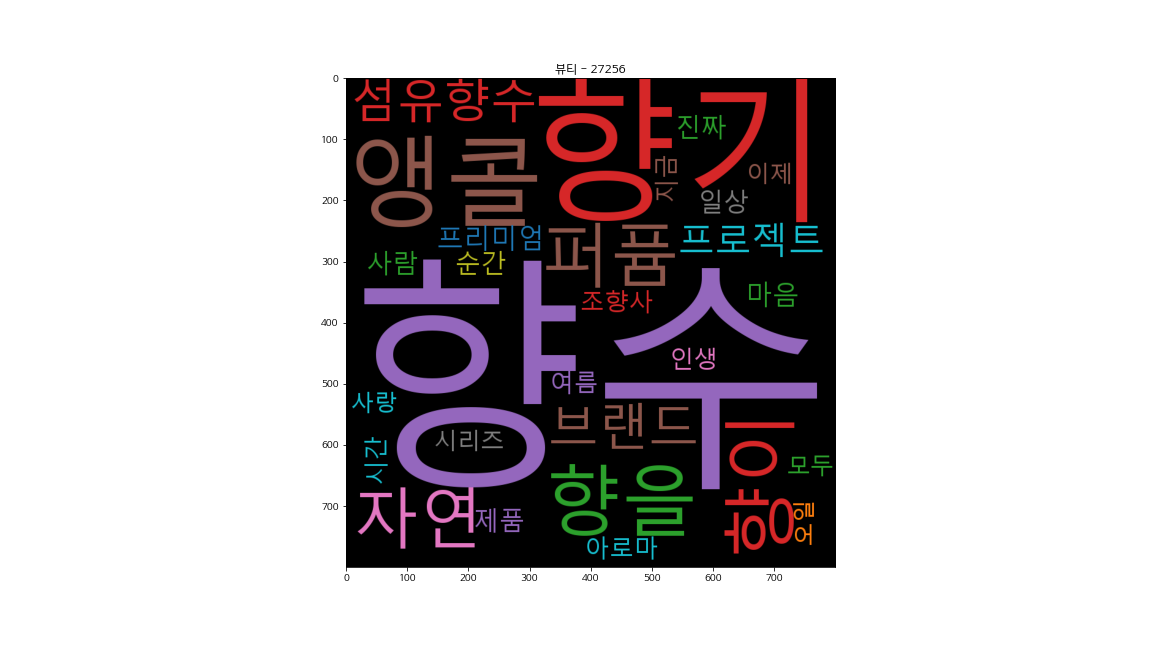 뷰티 – 27256
섬유향수
향기
진짜
앵콜
지금
이제
일상
프리미엄
퍼퓸
프로젝트
사람
순간
향수
조향사
마음
인생
여름
사랑
브랜드
시리즈
시간
향이
모두
자연
제품
향을
오일
아로마
0
100
200
300
400
500
600
700
0
100
200
300
400
500
600
700